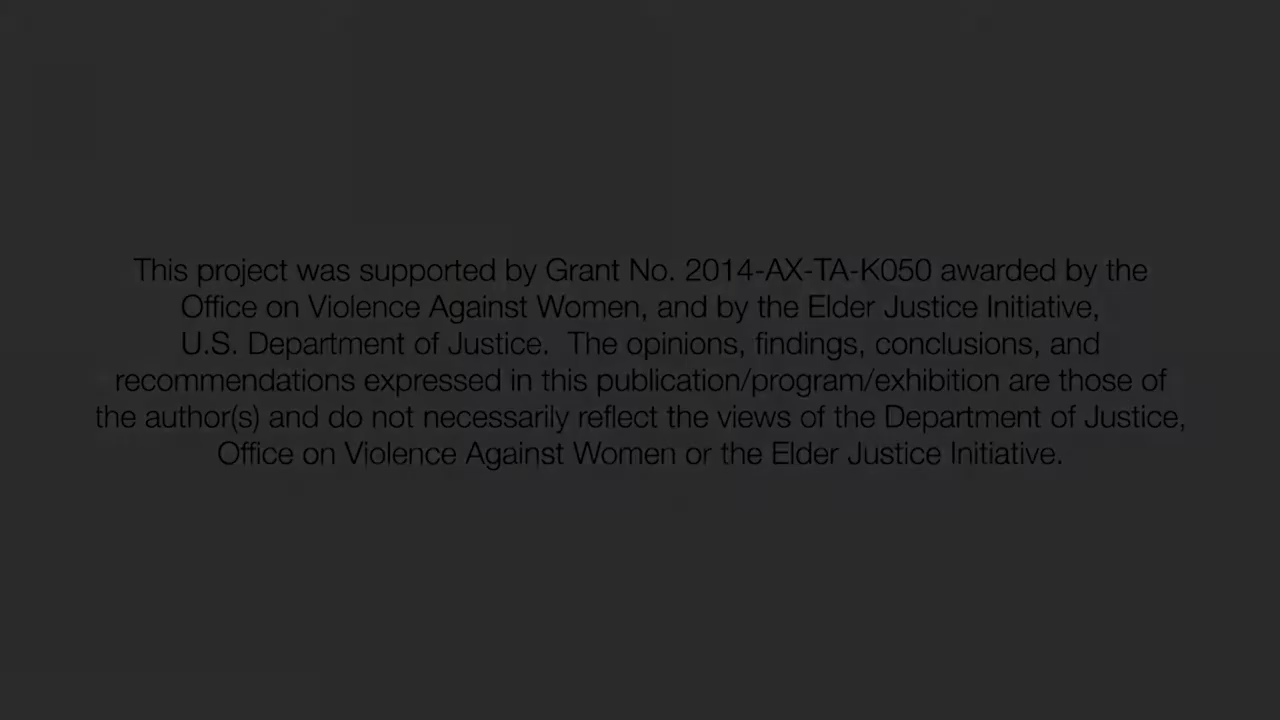 This project was supported by Grant No. 2014-AX-TA-K050 awarded by the
Office on Violence Against Women, and by the Elder Justice Initiative,
U.S. Department of Justice.  The opinions, findings, conclusions, and
recommendations expressed in this publication/program/exhibition are those of
the author(s) and do not necessarily reflect the views of the Department of Justice,
Office on Violence Against Women or the Elder Justice Initiative.